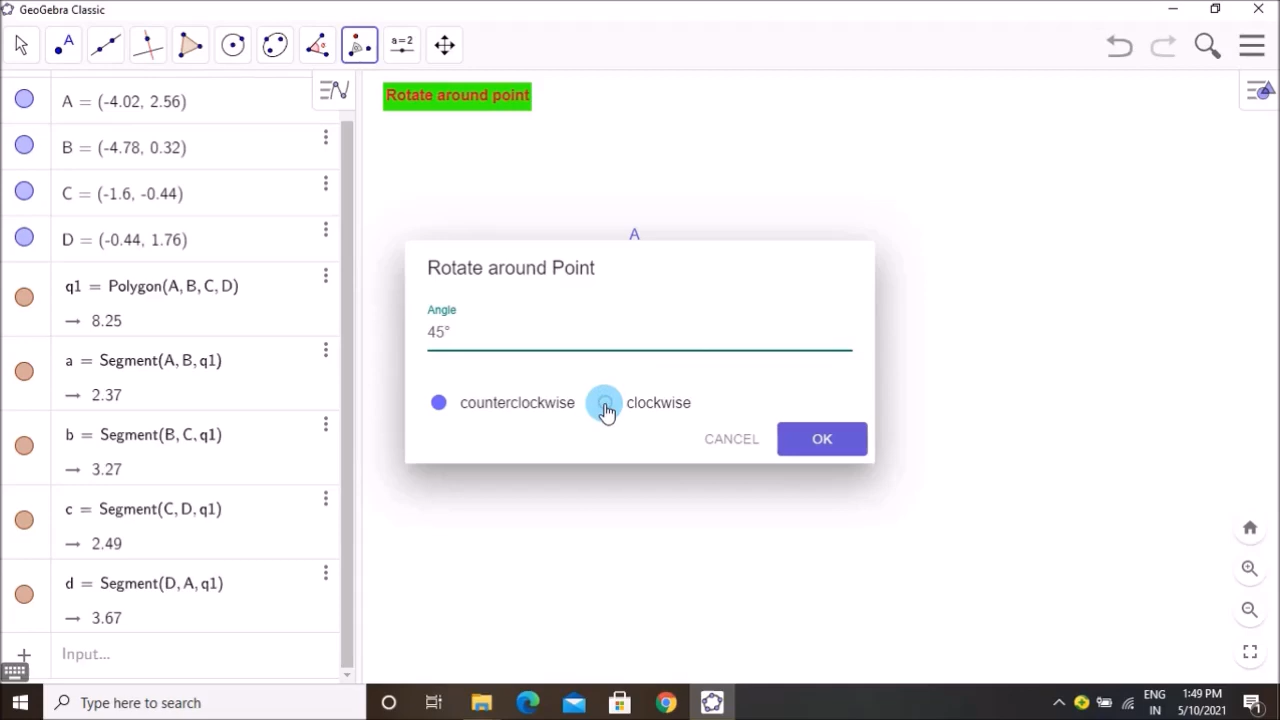 GeoGebra Classic
a=2
Rotate around point
A = (-4.02, 2.56)
B = (-4.78, 0.32)
C = (-1.6, -0.44)
D = (-0.44, 1.76)
q1 = Polygon(A, B, C, D)
→ 8.25
a = Segment(A, B, q1)
→ 2.37
b = Segment(B, C, q1)
→ 3.27
c = Segment(C, D, q1)
→ 2.49
d = Segment(D, A, q1)
→ 3.67
Input...
A
Rotate around Point
Angle
45°
counterclockwise
clockwise
CANCEL
OK
Type here to search
ENG
IN
1:49 PM
5/10/2021
1